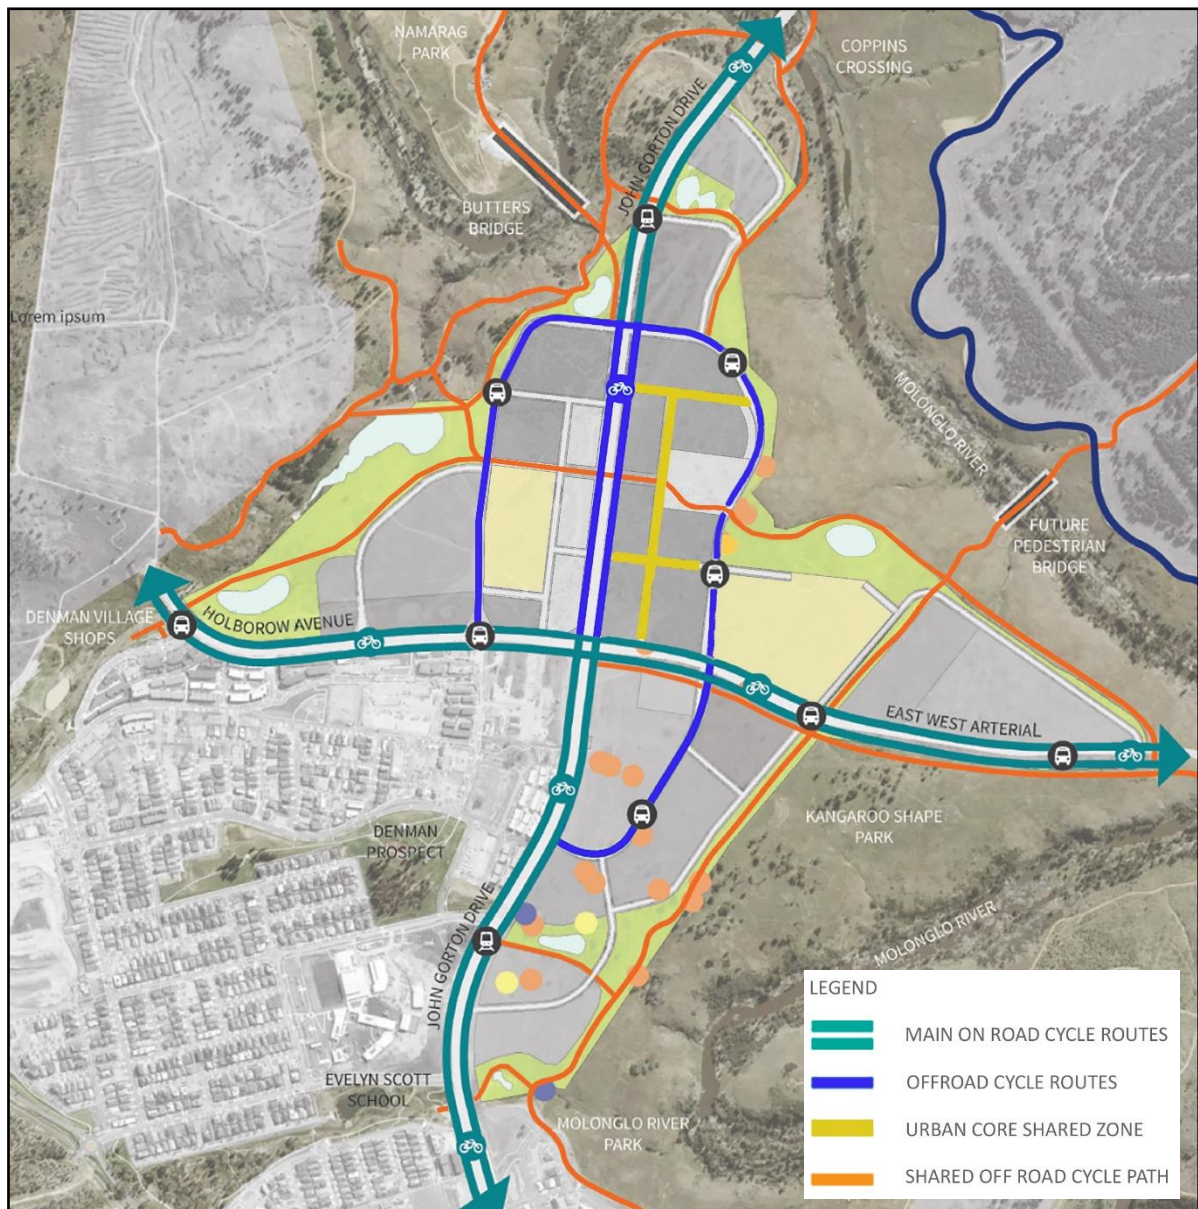 NAMARAG
PARK
COPPINS
CROSSING
JOHN GORTON DRIVE
BUTTERS
BRIDGE
Lorem ipsum
MOLONGLO RIVER
FUTURE
PEDESTRIAN
BRIDGE
DENMAN VILLAGE
SHOPS
HOLBOROW AVENUE
EAST WEST ARTERIAL
KANGAROO SHAPE
PARK
DENMAN
PROSPECT
JOHN GORTON DRIVE
MOLONGLO RIVER
EVELYN SCOTT
SCHOOL
MOLONGLO RIVER
PARK
LEGEND
MAIN ON ROAD CYCLE ROUTES
OFFROAD CYCLE ROUTES
URBAN CORE SHARED ZONE
SHARED OFF ROAD CYCLE PATH